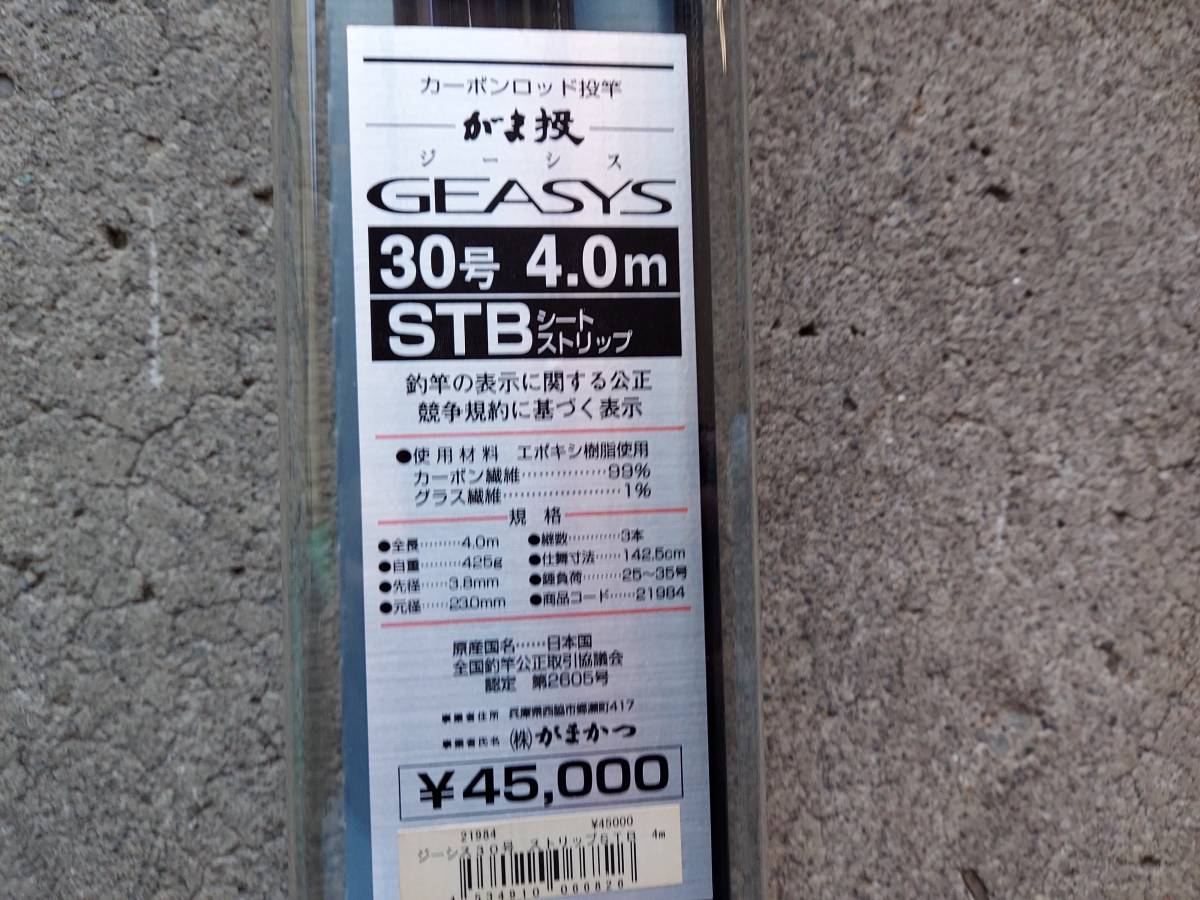 カーボンロッド投竿
がま投
ジーシス
GEASYS
30号 4.0m
STB シート
ストリップ
釣竿の表示に関する公正
競争規約に基づく表示
●使用材料 エポキシ樹脂使用
カーボン繊維……………99%
グラス繊維…………………1%
規 格
●全長………4.0m ●継数…………3本
●自重………425g ●仕舞寸法……142.5cm
●先径……3.8mm ●錘負荷………25〜35号
●元径……23.0mm ●商品コード……21984
原産国名……日本国
全国釣竿公正取引協議会
認定 第2605号
事業者住所 兵庫県西脇市郷瀬町417
事業者氏名 (株)がまかつ
¥45,000
21984 ¥45000
ジーシス30号 ストリップSTB 4m
4 534910 066826